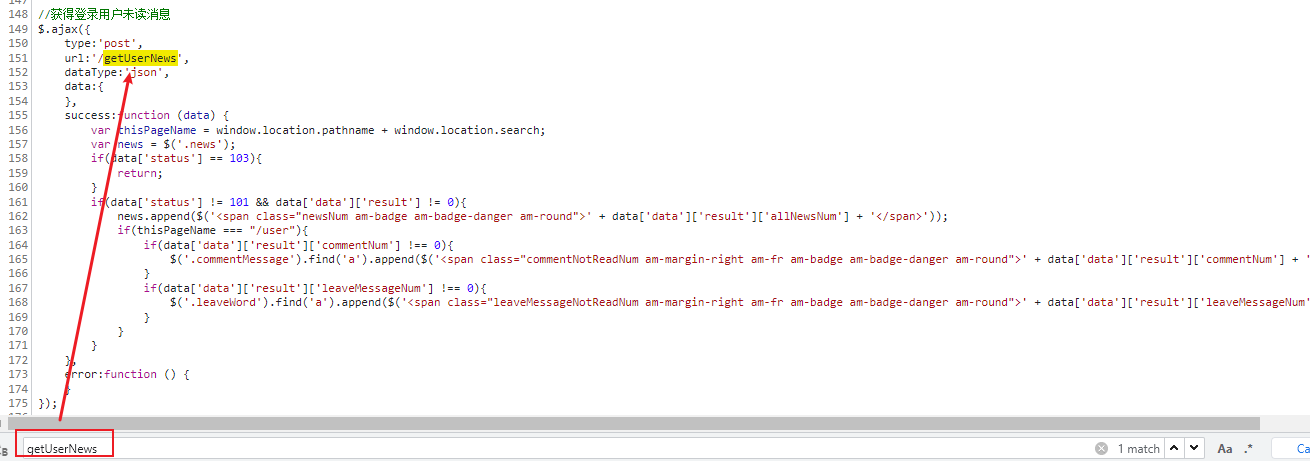 147
148 //获得登录用户未读消息
149 $.ajax({
150 type:'post',
151 url:'/getUserNews',
152 dataType:'json',
153 data:{
154 },
155 success:function (data) {
156 var thisPageName = window.location.pathname + window.location.search;
157 var news = $('.news');
158 if(data['status'] == 103){
159 return;
160 }
161 if(data['status'] != 101 && data['data']['result'] != 0){
162 news.append($('<span class="newsNum am-badge am-badge-danger am-round">' + data['data']['result']['allNewsNum'] + '</span>'));
163 if(thisPageName === "/user"){
164 if(data['data']['result']['commentNum'] !== 0){
165 $('.commentMessage').find('a').append($('<span class="commentNotReadNum am-margin-right am-fr am-badge am-badge-danger am-round">' + data['data']['result']['commentNum'] + '
166 }
167 if(data['data']['result']['leaveMessageNum'] !== 0){
168 $('.leaveWord').find('a').append($('<span class="leaveMessageNotReadNum am-margin-right am-fr am-badge am-badge-danger am-round">' + data['data']['result']['leaveMessageNum'
169 }
170 }
171 }
172 },
173 error:function () {
174 }
175 });
getUserNews 1 match Aa .* Ca